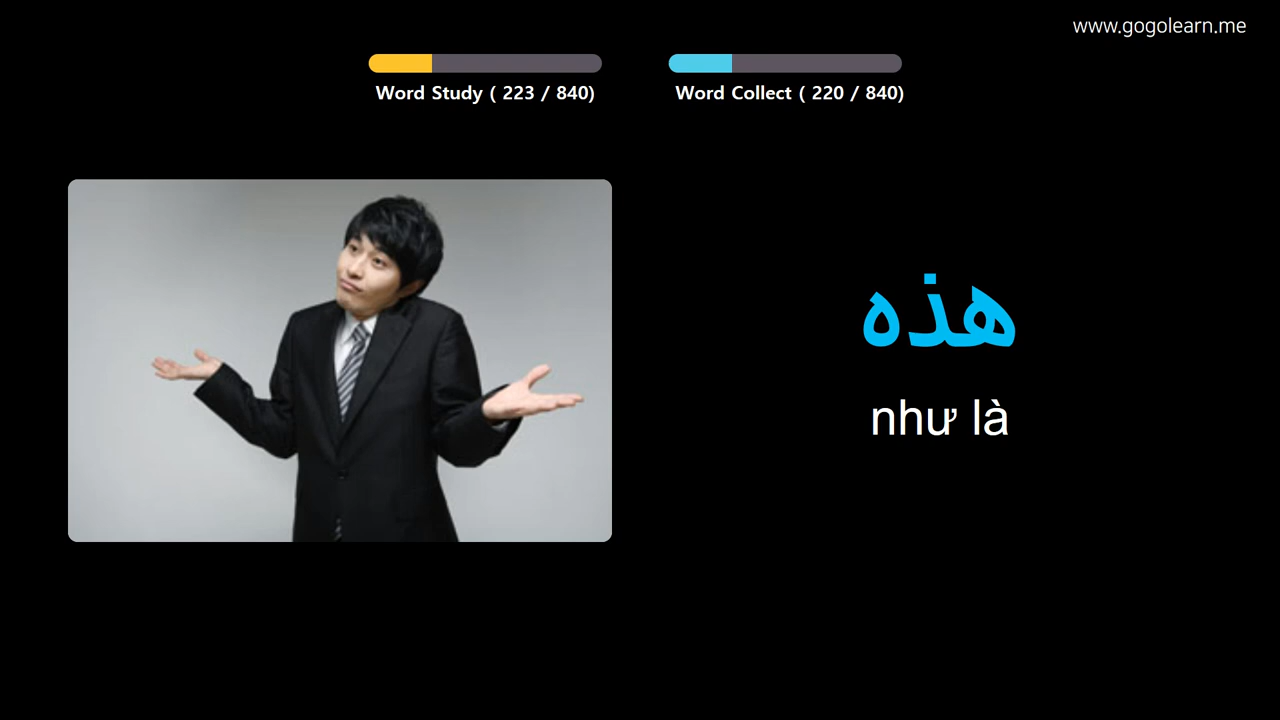 www.gogolearn.me
Word Study ( 223 / 840)
Word Collect ( 220 / 840)
هذه
như là